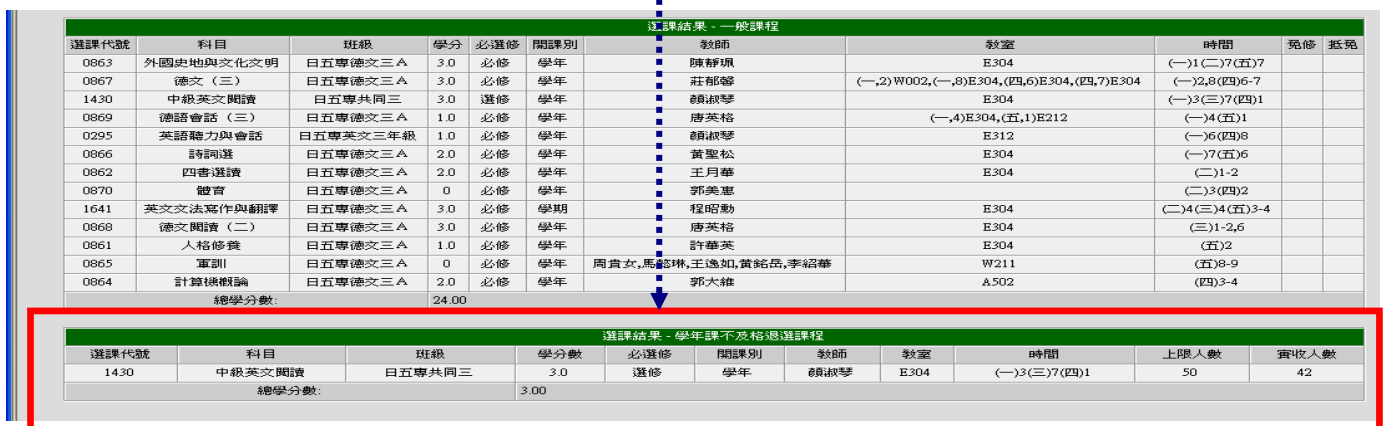 選課結果 - 一般課程
選課代號 科目 班級 學分 必選修 開課別 教師 教室 時間 免修 抵免
0863 外國史地與文化文明 日五專德文三A 3.0 必修 學年 陳靜珮 E304 (一)1(二)7(五)7
0867 德文（三） 日五專德文三A 3.0 必修 學年 莊郁馨 (一,2)W002,(一,8)E304,(四,6)E304,(四,7)E304 (一)2,8(四)6-7
1430 中級英文閱讀 日五專共同三 3.0 選修 學年 顏淑琴 E304 (一)3(三)7(四)1
0869 德語會話（三） 日五專德文三A 1.0 必修 學年 唐英格 (一,4)E304,(五,1)E212 (一)4(五)1
0295 英語聽力與會話 日五專英文三年級 1.0 必修 學年 顏淑琴 E312 (一)6(四)8
0866 詩詞選 日五專德文三A 2.0 必修 學年 黃聖松 E304 (一)7(五)6
0862 四書選讀 日五專德文三A 2.0 必修 學年 王月華 E304 (二)1-2
0870 體育 日五專德文三A 0 必修 學年 郭美惠 (二)3(四)2
1641 英文文法寫作與翻譯 日五專德文三A 3.0 必修 學期 程昭勳 E304 (二)4(三)4(五)3-4
0868 德文閱讀（二） 日五專德文三A 3.0 必修 學年 唐英格 E304 (三)1-2,6
0861 人格修養 日五專德文三A 1.0 必修 學年 許華英 E304 (五)2
0865 軍訓 日五專德文三A 0 必修 學年 周貴女,馬懿琳,王逸如,黃銘岳,李紹華 W211 (五)8-9
0864 計算機概論 日五專德文三A 2.0 必修 學年 郭大維 A502 (四)3-4
總學分數: 24.00
選課結果 - 學年課不及格退選課程
選課代號 科目 班級 學分數 必選修 開課別 教師 教室 時間 上限人數 實收人數
1430 中級英文閱讀 日五專共同三 3.0 選修 學年 顏淑琴 E304 (一)3(三)7(四)1 50 42
總學分數: 3.00